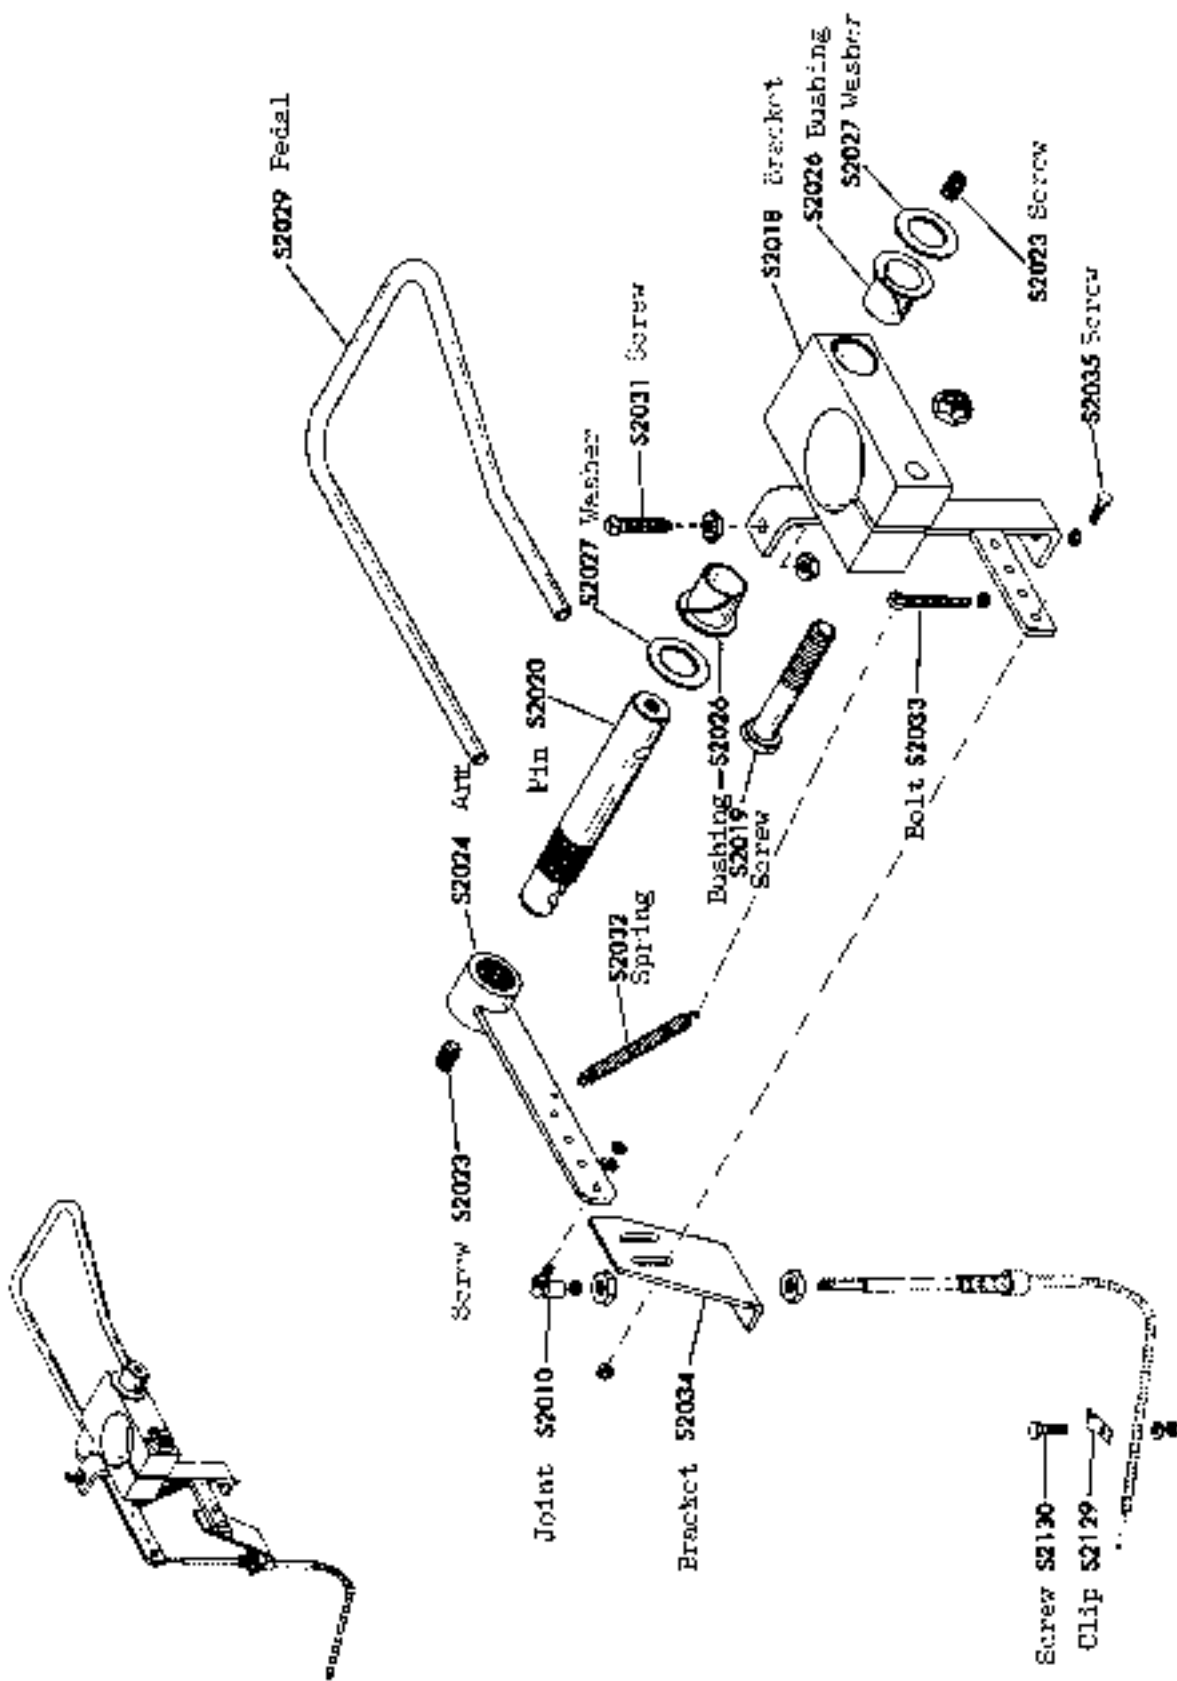 S2029 Pedal
S2018 Bracket
S2026 Bushing
S2027 Washer
S2023 Screw
S2031 Screw
S2035 Screw
S2027 Washer
Pin S2020
S2024 Arm
Bushing-S2026
S2019
Screw
Bolt S2033
S2032
Spring
Screw S2023
Joint S2010
Bracket S2034
Screw S2130
Clip S2129